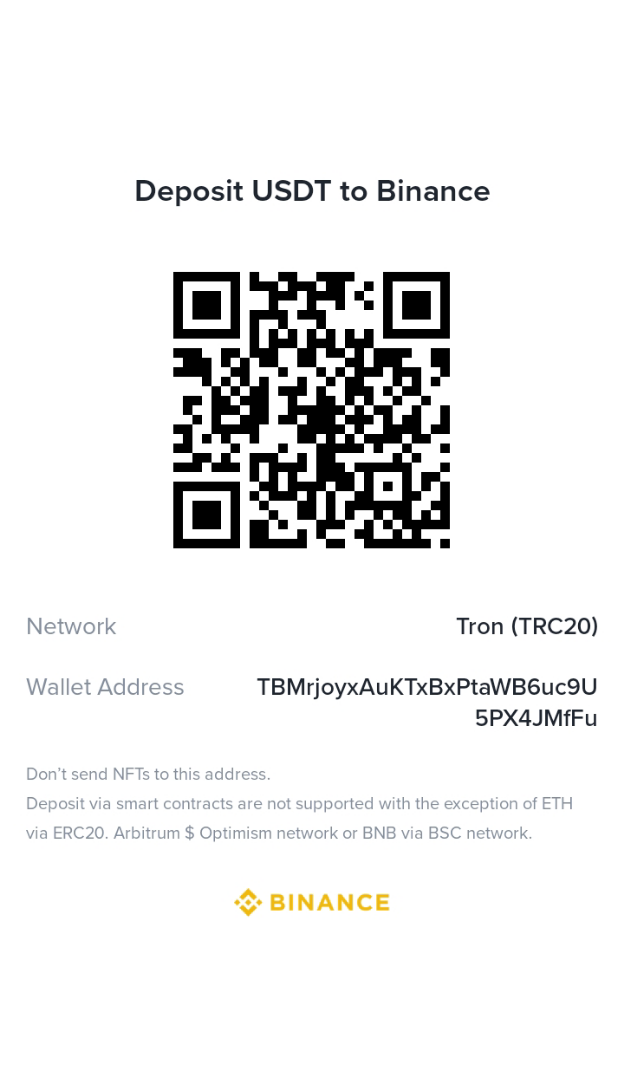 Deposit USDT to Binance
Network
Tron (TRC20)
Wallet Address
TBMrjoyxAuKTxBxPtaWB6uc9U
5PX4JMfFu
Don't send NFTs to this address.
Deposit via smart contracts are not supported with the exception of ETH
via ERC20. Arbitrum $ Optimism network or BNB via BSC network.
BINANCE